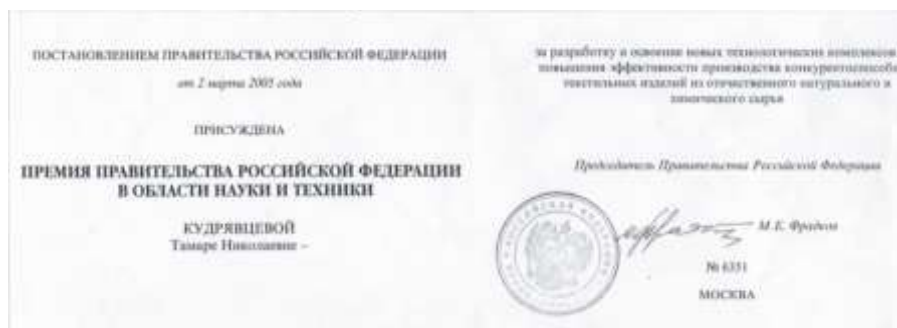 ПОСТАНОВЛЕНИЕМ ПРАВИТЕЛЬСТВА РОССИЙСКОЙ ФЕДЕРАЦИИ
от 2 марта 2005 года
ПРИСУЖДЕНА
ПРЕМИЯ ПРАВИТЕЛЬСТВА РОССИЙСКОЙ ФЕДЕРАЦИИ
В ОБЛАСТИ НАУКИ И ТЕХНИКИ
КУДРЯВЦЕВОЙ
Тамаре Николаевне –
за разработку и освоение новых технологических комплексов
повышения эффективности производства конкурентоспособ
текстильных изделий из отечественного натурального и
химического сырья
Председатель Правительства Российской Федерации
М.Е. Фрадков
№ 6351
МОСКВА